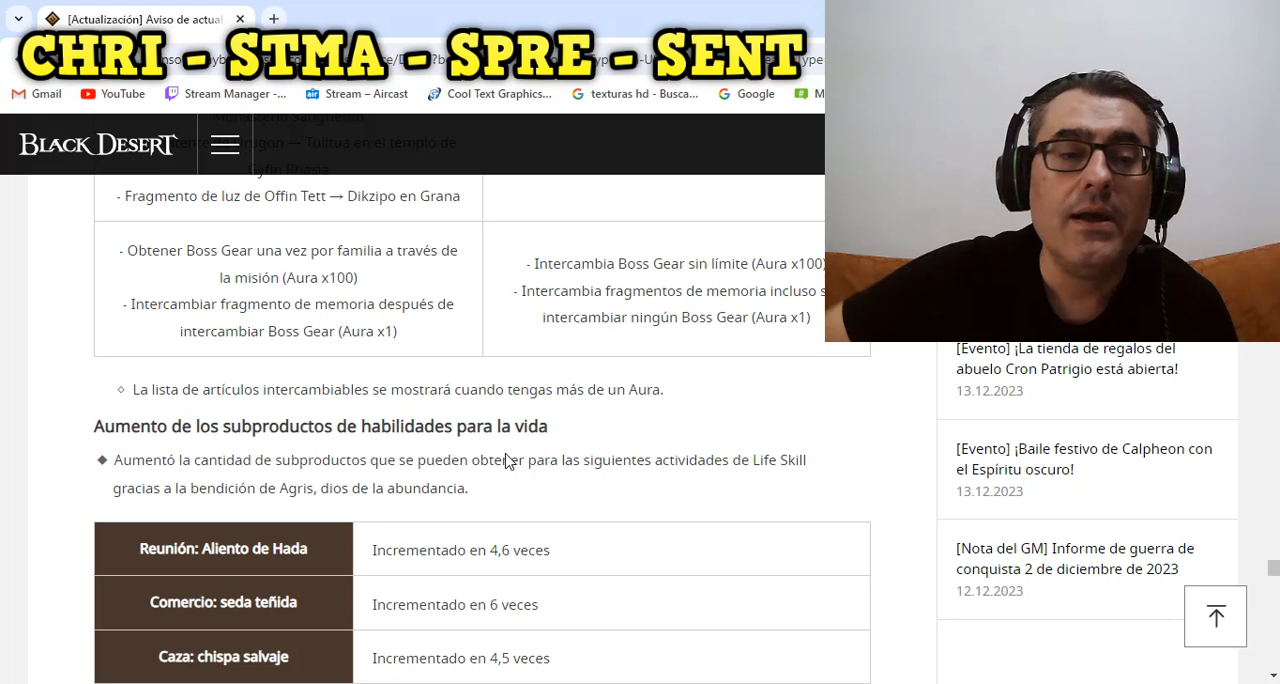 [Actualización] Aviso de actual
CHRI - STMA - SPRE - SENT
Gmail
YouTube
Stream Manager -...
Stream – Aircast
Cool Text Graphics...
texturas hd - Busca...
Google
M
BLACK DESERT
Tulitua en el templo de
- Fragmento de luz de Offin Tett → Dikzipo en Grana
- Obtener Boss Gear una vez por familia a través de
la misión (Aura x100)
- Intercambiar fragmento de memoria después de
intercambiar Boss Gear (Aura x1)
- Intercambia Boss Gear sin límite (Aura x100)
- Intercambia fragmentos de memoria incluso s
intercambiar ningún Boss Gear (Aura x1)
La lista de artículos intercambiables se mostrará cuando tengas más de un Aura.
Aumento de los subproductos de habilidades para la vida
Aumentó la cantidad de subproductos que se pueden obtener para las siguientes actividades de Life Skill
gracias a la bendición de Agris, dios de la abundancia.
Reunión: Aliento de Hada
Incrementado en 4,6 veces
Comercio: seda teñida
Incrementado en 6 veces
Caza: chispa salvaje
Incrementado en 4,5 veces
[Evento] ¡La tienda de regalos del
abuelo Cron Patrigio está abierta!
13.12.2023
[Evento] ¡Baile festivo de Calpheon con
el Espíritu oscuro!
13.12.2023
[Nota del GM] Informe de guerra de
conquista 2 de diciembre de 2023
12.12.2023